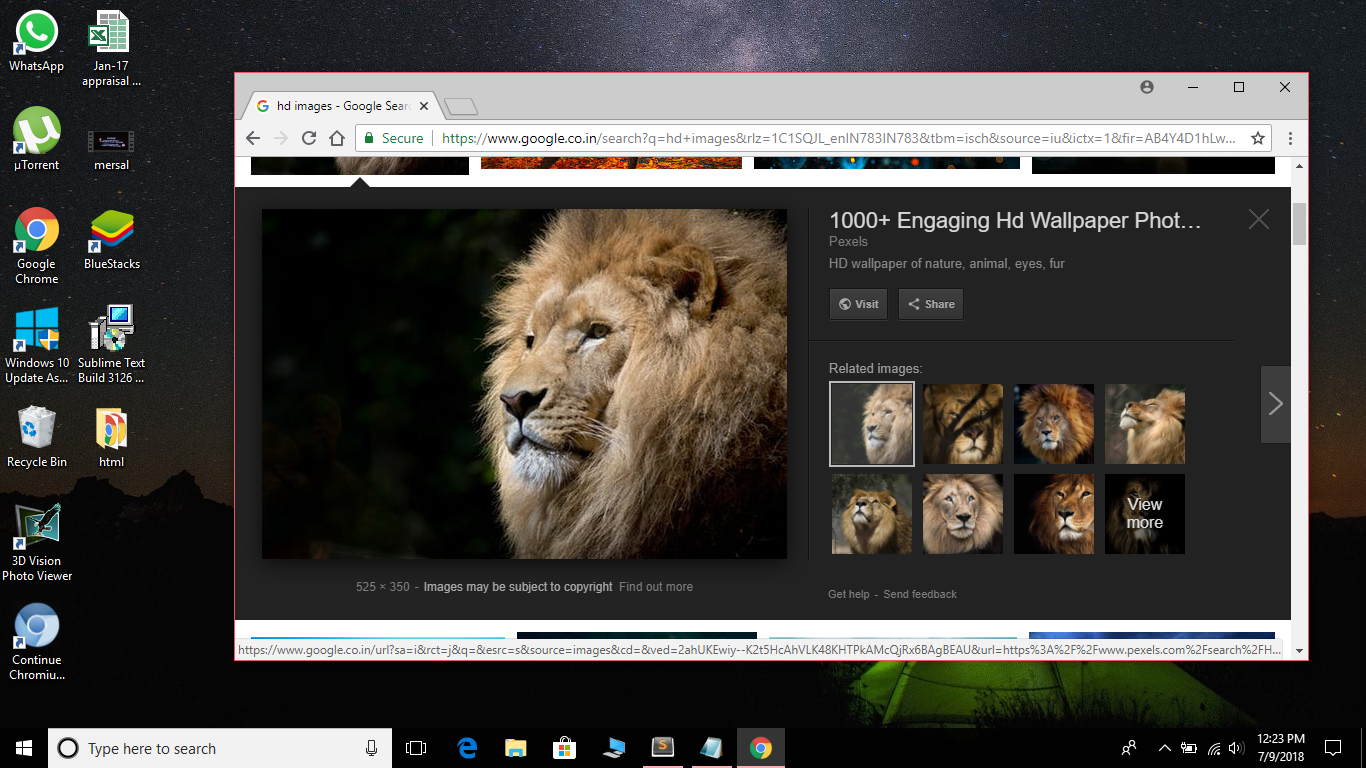 WhatsApp
Jan-17
appraisal ...
µTorrent
mersal
Google
Chrome
BlueStacks
Windows 10
Update As...
Sublime Text
Build 3126 ...
Recycle Bin
html
3D Vision
Photo Viewer
Continue
Chromiu...
hd images - Google Sear
Secure
https://www.google.co.in/search?q=hd+images&rlz=1C1SQJL_enIN783IN783&tbm=isch&source=iu&ictx=1&fir=AB4Y4D1hLw...
1000+ Engaging Hd Wallpaper Phot...
Pexels
HD wallpaper of nature, animal, eyes, fur
Visit
Share
Related images:
View
more
525 × 350 - Images may be subject to copyright Find out more
Get help - Send feedback
https://www.google.co.in/url?sa=i&rct=j&q=&esrc=s&source=images&cd=&ved=2ahUKEwiy--K2t5HcAhVLK48KHTPkAMcQjRx6BAgBEAU&url=https%3A%2F%2Fwww.pexels.com%2Fsearch%2FH...
Type here to search
12:23 PM
7/9/2018